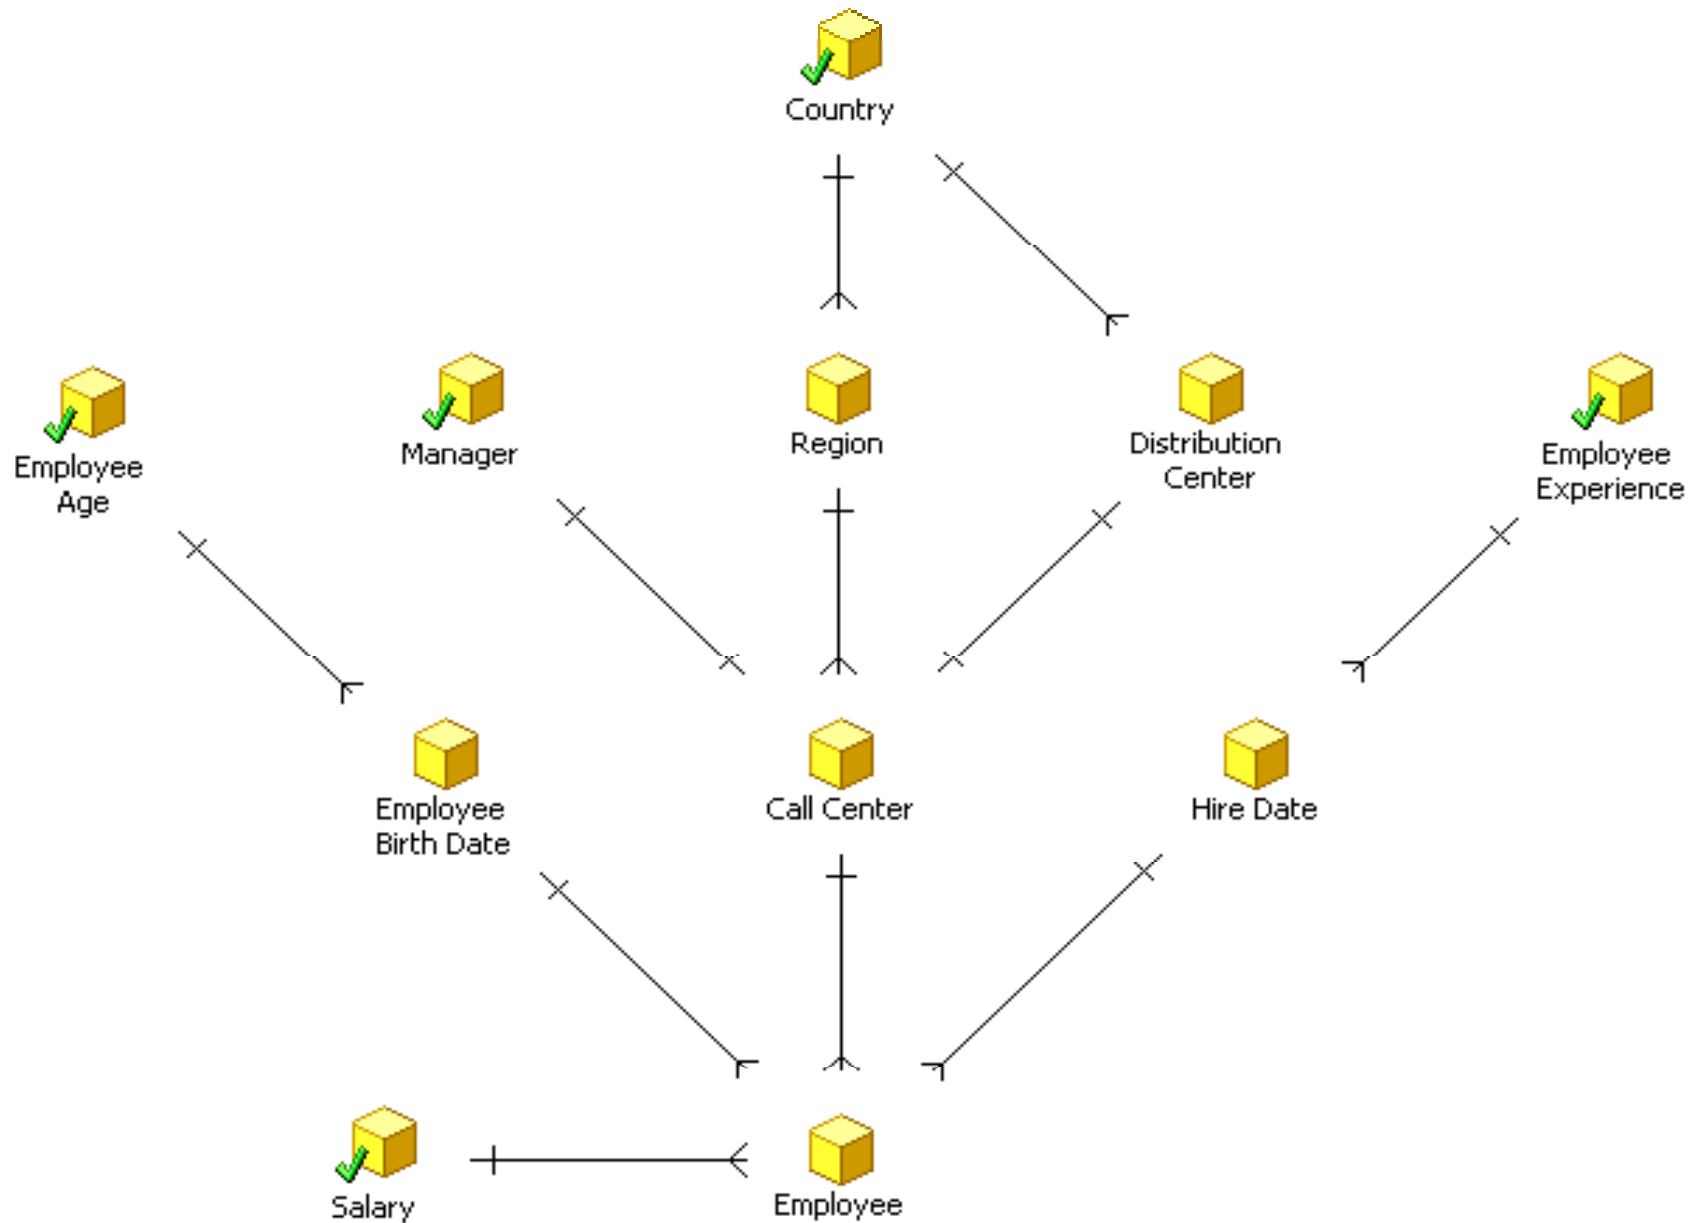 Country
Employee
Age
Manager
Region
Distribution
Center
Employee
Experience
Employee
Birth Date
Call Center
Hire Date
Salary
Employee